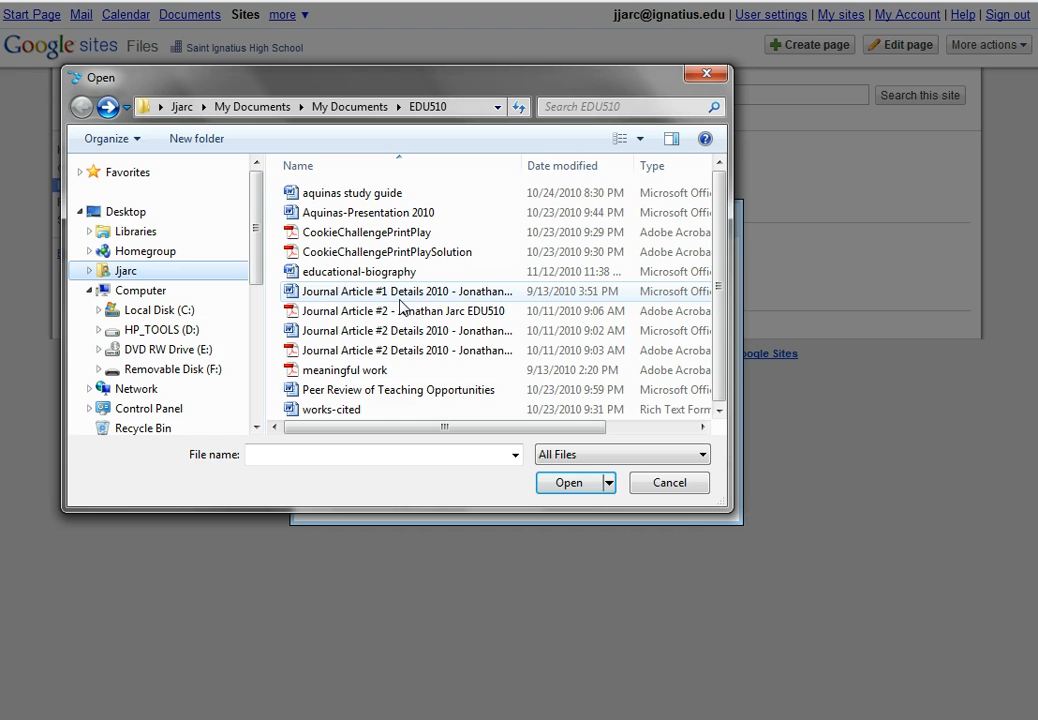 Start Page Mail Calendar Documents Sites more ▼ jjarc@ignatius.edu | User settings | My sites | My Account | Help | Sign out
Google sites Files Saint Ignatius High School Create page Edit page More actions
Search this site
Open
Jjarc My Documents My Documents EDU510 Search EDU510
Organize New folder
Name Date modified Type
Favorites
Desktop
Libraries
Homegroup
Jjarc
Computer
Local Disk (C:)
HP_TOOLS (D:)
DVD RW Drive (E:)
Removable Disk (F:)
Network
Control Panel
Recycle Bin
aquinas study guide 10/24/2010 8:30 PM Microsoft Offi
Aquinas-Presentation 2010 10/23/2010 9:44 PM Microsoft Offi
CookieChallengePrintPlay 10/23/2010 9:29 PM Adobe Acroba
CookieChallengePrintPlaySolution 10/23/2010 9:30 PM Adobe Acroba
educational-biography 11/12/2010 11:38 ... Microsoft Offi
Journal Article #1 Details 2010 - Jonathan... 9/13/2010 3:51 PM Microsoft Offi
Journal Article #2 - Jonathan Jarc EDU510 10/11/2010 9:06 AM Adobe Acroba
Journal Article #2 Details 2010 - Jonathan... 10/11/2010 9:02 AM Microsoft Offi
Journal Article #2 Details 2010 - Jonathan... 10/11/2010 9:03 AM Adobe Acroba
meaningful work 9/13/2010 2:20 PM Adobe Acroba
Peer Review of Teaching Opportunities 10/23/2010 9:59 PM Microsoft Offi
works-cited 10/23/2010 9:31 PM Rich Text Form
File name: All Files
Open Cancel
oogle Sites